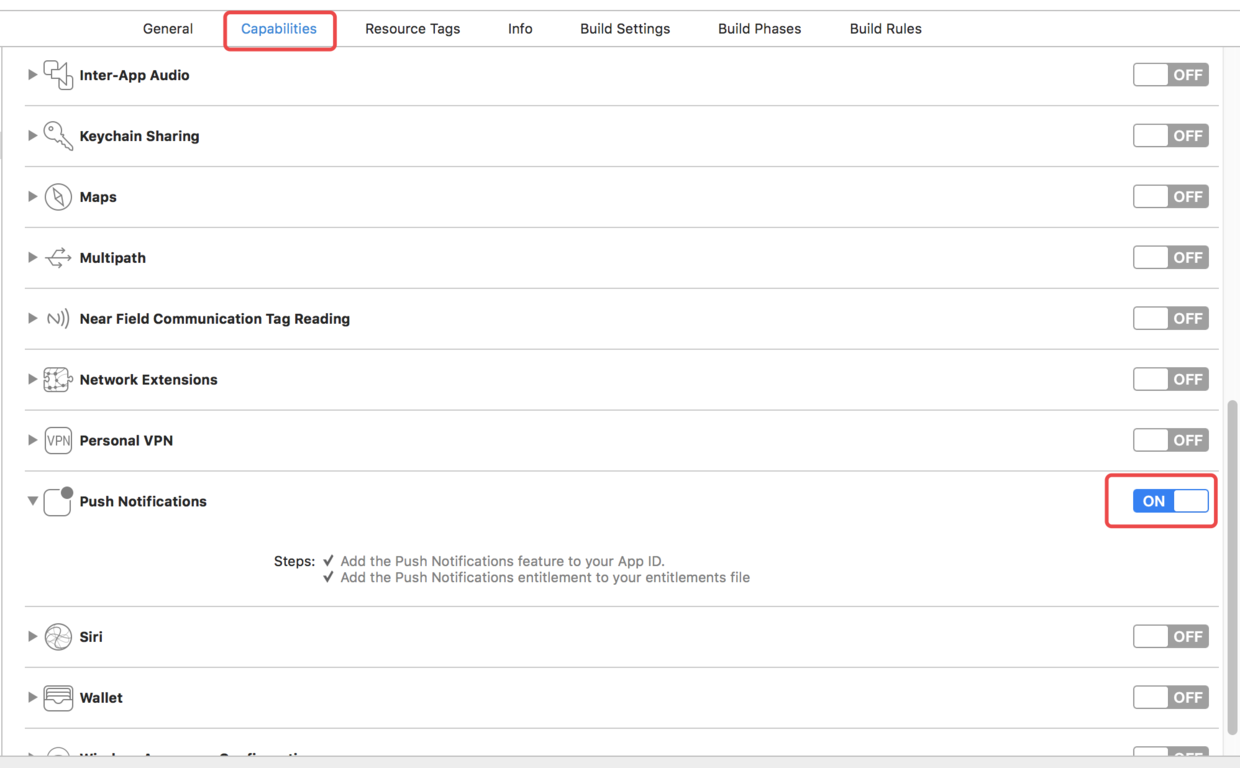 General Capabilities Resource Tags Info Build Settings Build Phases Build Rules
Inter-App Audio OFF
Keychain Sharing OFF
Maps OFF
Multipath OFF
N Near Field Communication Tag Reading OFF
Network Extensions OFF
VPN Personal VPN OFF
Push Notifications ON
Steps: ✓ Add the Push Notifications feature to your App ID.
✓ Add the Push Notifications entitlement to your entitlements file
Siri OFF
Wallet OFF
OFF